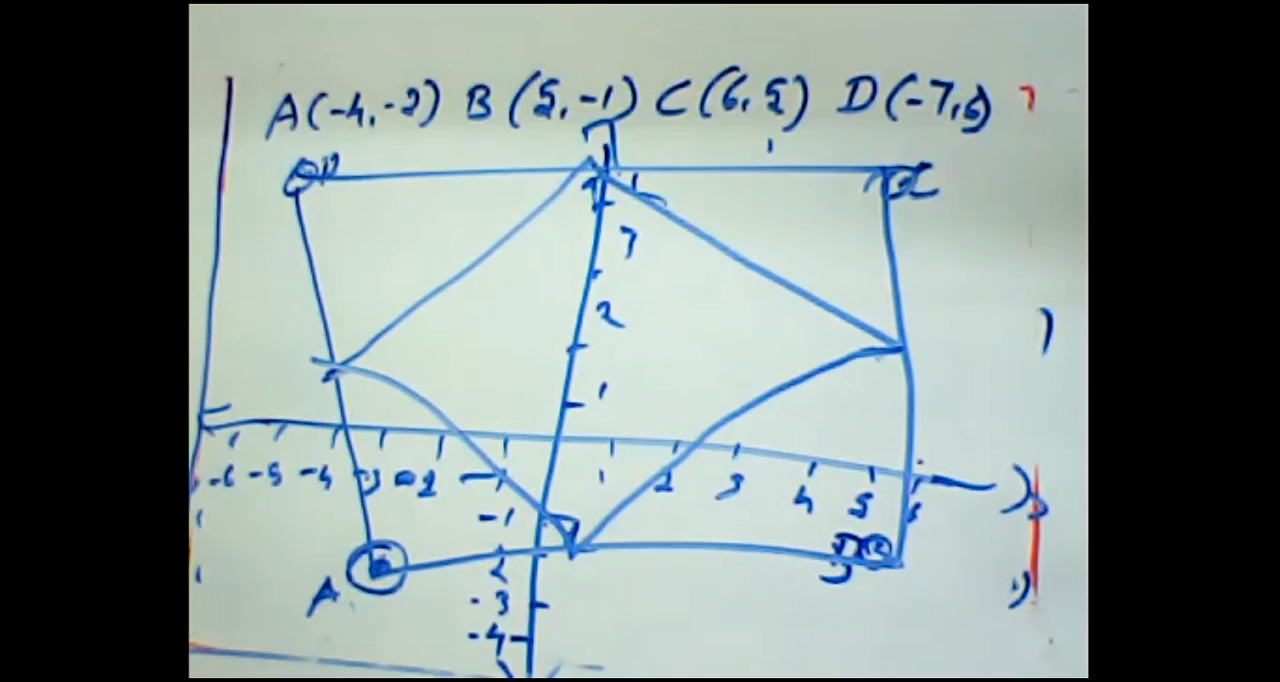 A(-4,-2) B(5,-1) C(6,5) D(-7,6)
D C
7
2
1
-6 -5 -4 -3 -2 -1 1 2 3 4 5 6
-1
2
A
-3
-4